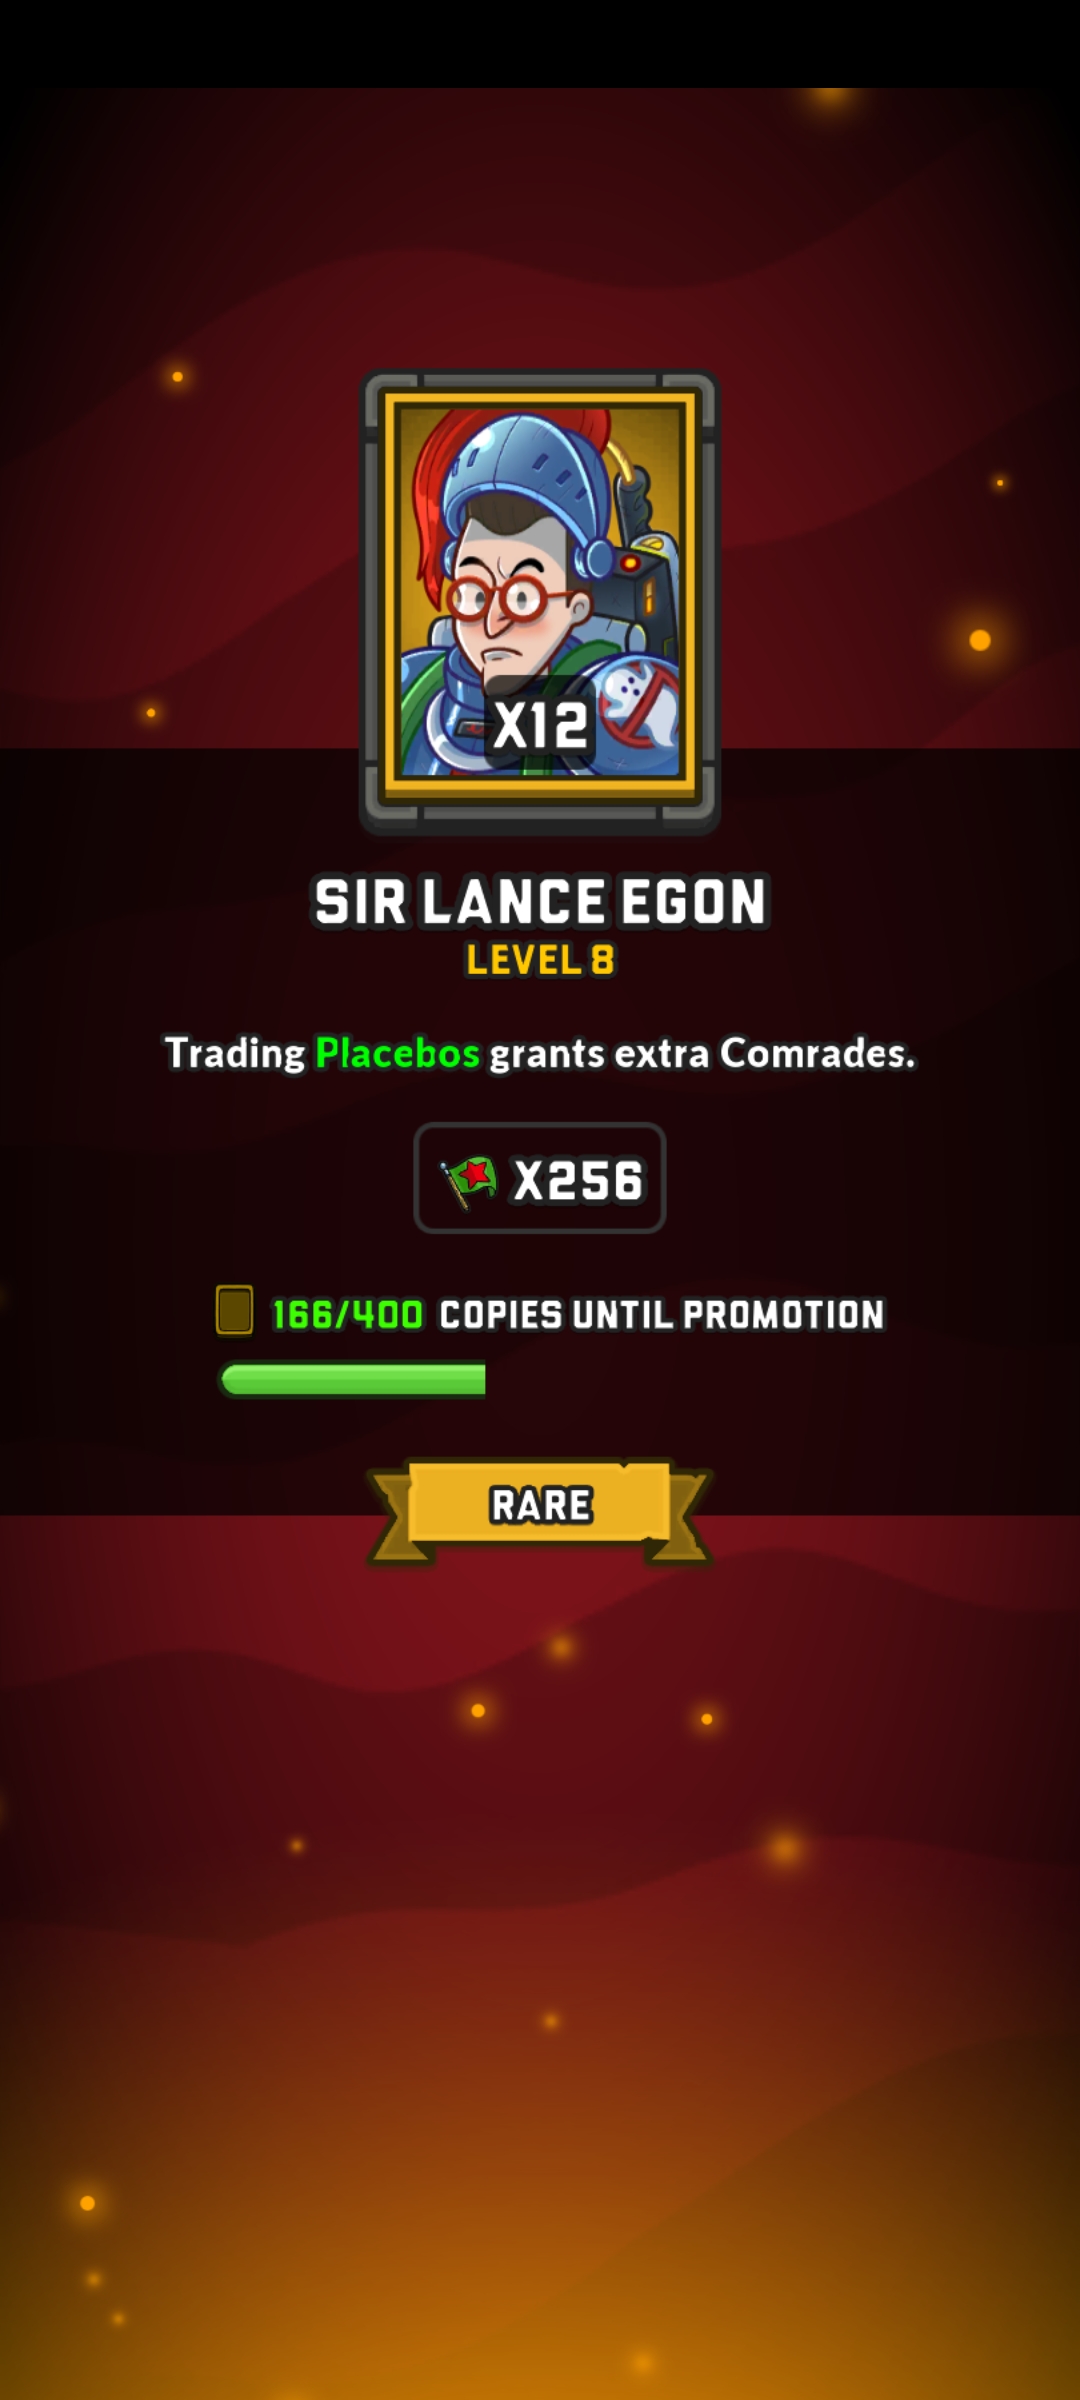 X12
SIR LANCE EGON
LEVEL 8
Trading Placebos grants extra Comrades.
X256
166/400 COPIES UNTIL PROMOTION
RARE